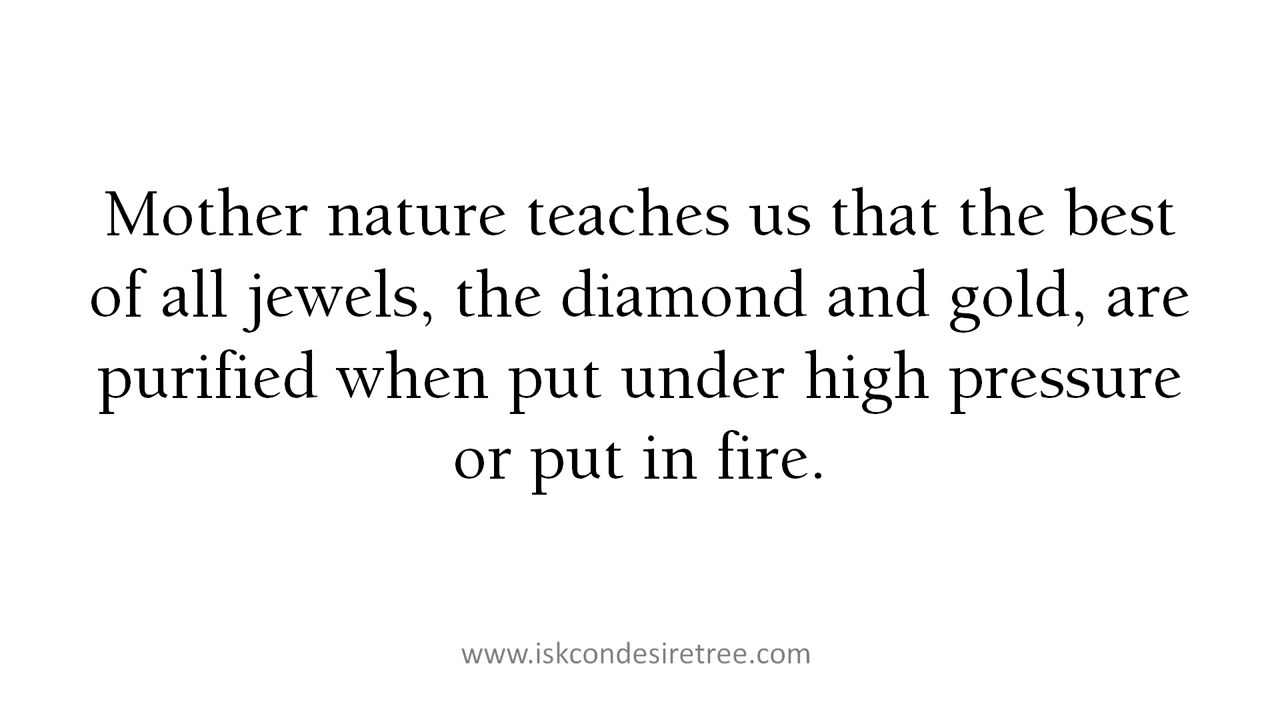 Mother nature teaches us that the best
of all jewels, the diamond and gold, are
purified when put under high pressure
or put in fire.
www.iskcondesiretree.com